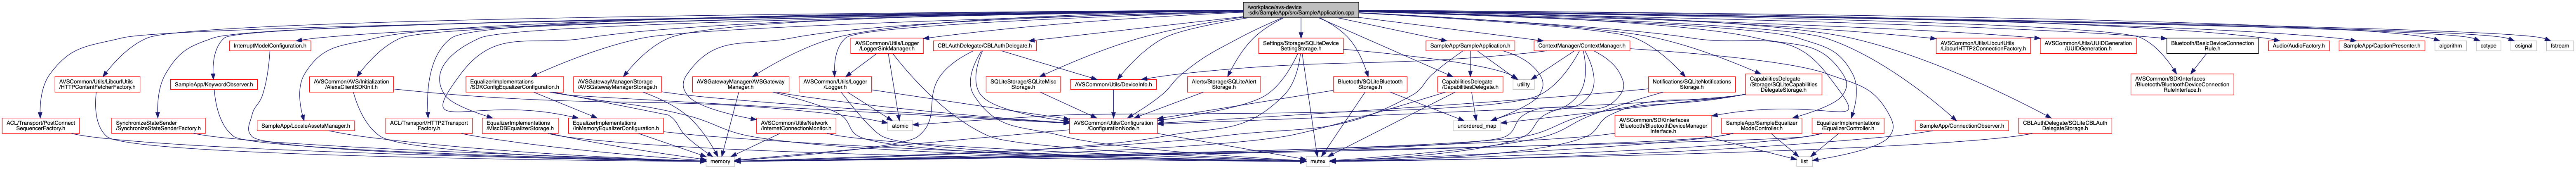 /workplace/avs-device
-sdk/SampleApp/src/SampleApplication.cpp
InterruptModelConfiguration.h
AVSCommon/Utils/Logger
/LoggerSinkManager.h
CBLAuthDelegate/CBLAuthDelegate.h
Settings/Storage/SQLiteDevice
SettingStorage.h
SampleApp/SampleApplication.h
ContextManager/ContextManager.h
AVSCommon/Utils/LibcurlUtils
/LibcurlHTTP2ConnectionFactory.h
AVSCommon/Utils/UUIDGeneration
/UUIDGeneration.h
Bluetooth/BasicDeviceConnection
Rule.h
Audio/AudioFactory.h
SampleApp/CaptionPresenter.h
algorithm
cctype
csignal
fstream
AVSCommon/Utils/LibcurlUtils
/HTTPContentFetcherFactory.h
SampleApp/KeywordObserver.h
AVSCommon/AVS/Initialization
/AlexaClientSDKInit.h
EqualizerImplementations
/SDKConfigEqualizerConfiguration.h
AVSGatewayManager/Storage
/AVSGatewayManagerStorage.h
AVSGatewayManager/AVSGateway
Manager.h
AVSCommon/Utils/Logger
/Logger.h
SQLiteStorage/SQLiteMisc
Storage.h
AVSCommon/Utils/DeviceInfo.h
Alerts/Storage/SQLiteAlert
Storage.h
Bluetooth/SQLiteBluetooth
Storage.h
CapabilitiesDelegate
/CapabilitiesDelegate.h
utility
Notifications/SQLiteNotifications
Storage.h
CapabilitiesDelegate
/Storage/SQLiteCapabilities
DelegateStorage.h
AVSCommon/SDKInterfaces
/Bluetooth/BluetoothDeviceConnection
RuleInterface.h
ACL/Transport/PostConnect
SequencerFactory.h
SynchronizeStateSender
/SynchronizeStateSenderFactory.h
SampleApp/LocaleAssetsManager.h
ACL/Transport/HTTP2Transport
Factory.h
EqualizerImplementations
/MiscDBEqualizerStorage.h
EqualizerImplementations
/InMemoryEqualizerConfiguration.h
AVSCommon/Utils/Network
/InternetConnectionMonitor.h
atomic
AVSCommon/Utils/Configuration
/ConfigurationNode.h
unordered_map
AVSCommon/SDKInterfaces
/Bluetooth/BluetoothDeviceManager
Interface.h
SampleApp/SampleEqualizer
ModeController.h
EqualizerImplementations
/EqualizerController.h
SampleApp/ConnectionObserver.h
CBLAuthDelegate/SQLiteCBLAuth
DelegateStorage.h
memory
mutex
list